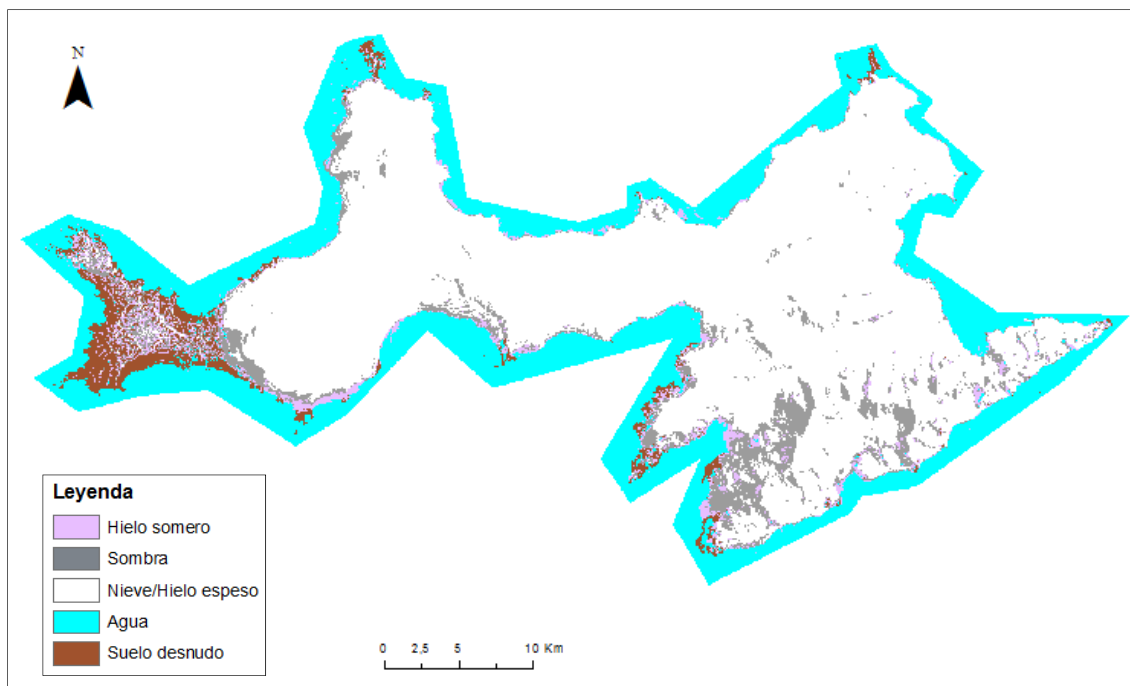 N
Leyenda
Hielo somero
Sombra
Nieve/Hielo espeso
Agua
Suelo desnudo
0 2,5 5 10 Km